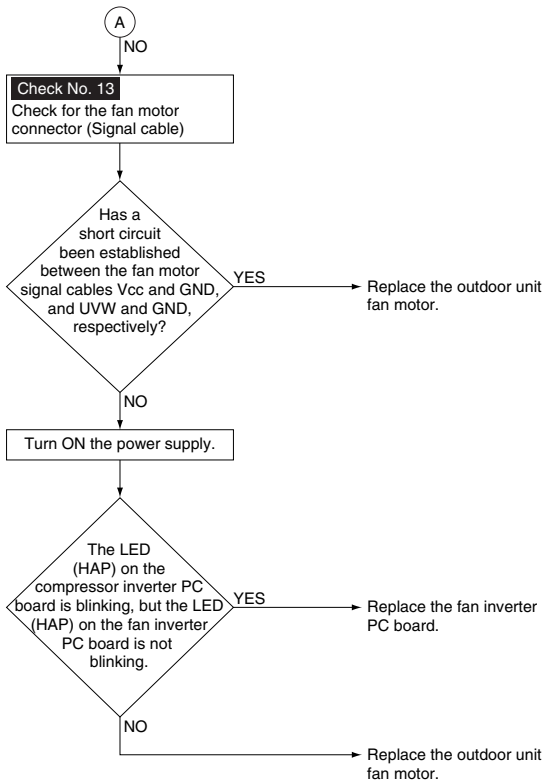 A
NO
Check No. 13
Check for the fan motor
connector (Signal cable)
Has a
short circuit
been established
between the fan motor
signal cables Vcc and GND,
and UVW and GND,
respectively?
YES
Replace the outdoor unit
fan motor.
NO
Turn ON the power supply.
The LED
(HAP) on the
compressor inverter PC
board is blinking, but the LED
(HAP) on the fan inverter
PC board is not
blinking.
YES
Replace the fan inverter
PC board.
NO
Replace the outdoor unit
fan motor.